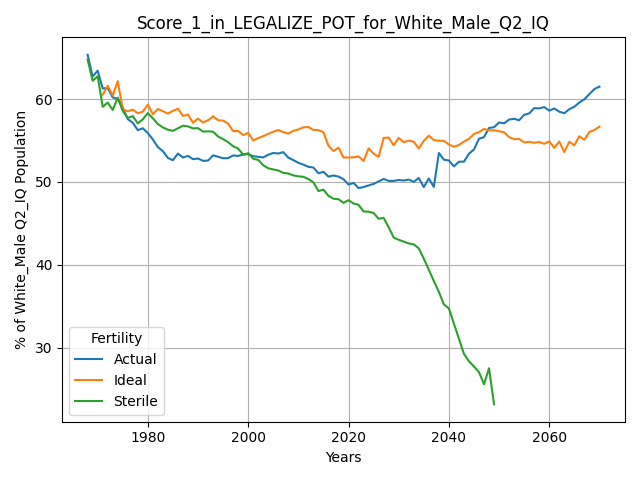 Score_1_in_LEGALIZE_POT_for_White_Male_Q2_IQ
% of White_Male Q2_IQ Population
60
50
40
30
Fertility
Actual
Ideal
Sterile
1980 2000 2020 2040 2060
Years